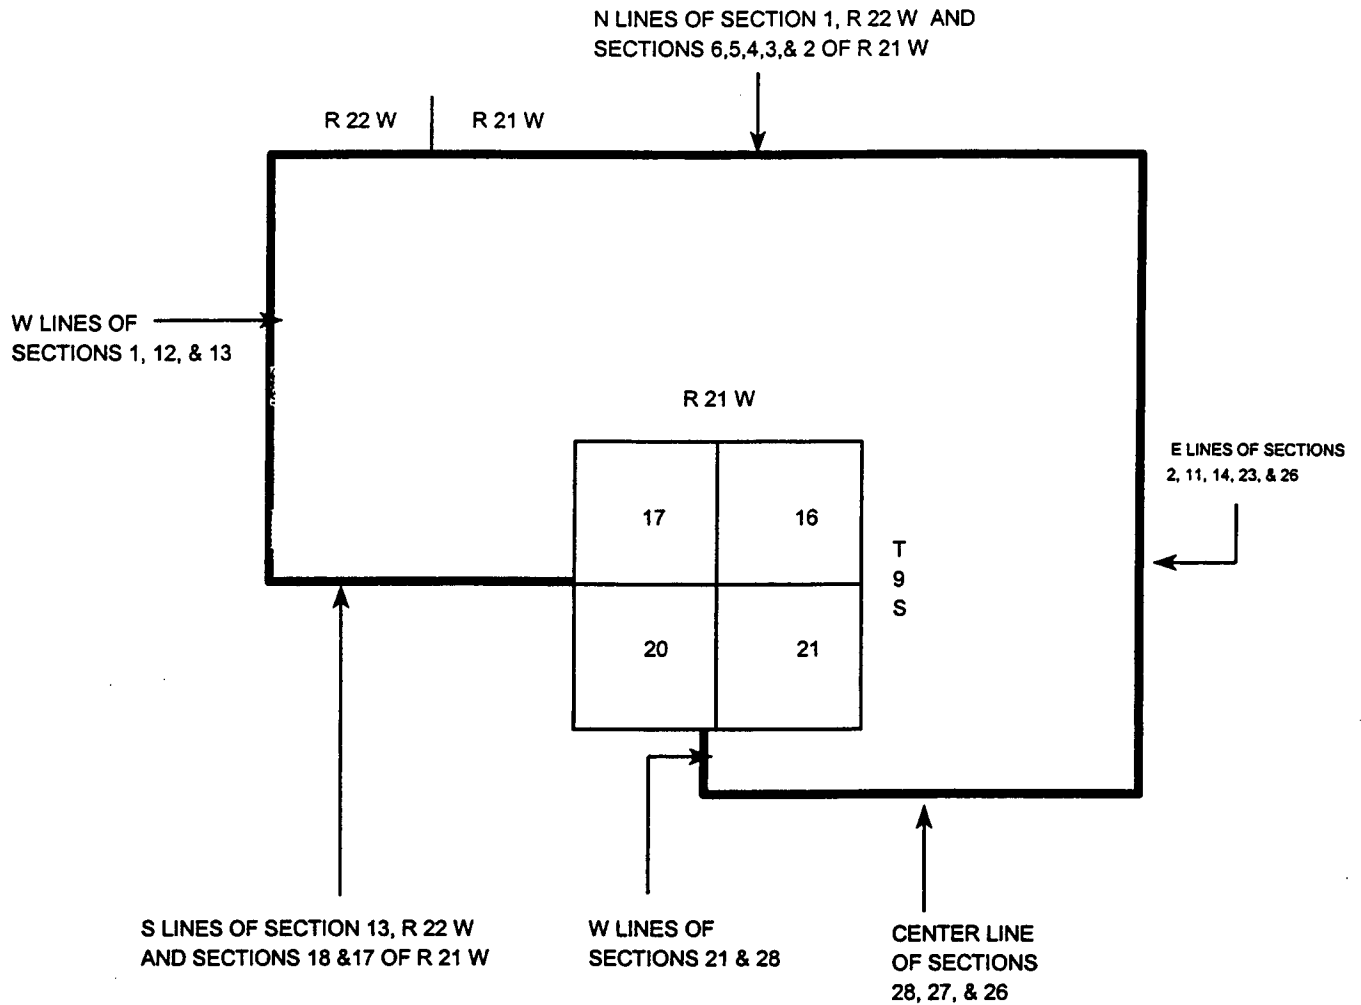 N LINES OF SECTION 1, R 22 W AND
SECTIONS 6,5,4,3,& 2 OF R 21 W
R 22 W
R 21 W
W LINES OF
SECTIONS 1, 12, & 13
R 21 W
E LINES OF SECTIONS
2, 11, 14, 23, & 26
17
16
T
9
S
20
21
S LINES OF SECTION 13, R 22 W
AND SECTIONS 18 &17 OF R 21 W
W LINES OF
SECTIONS 21 & 28
CENTER LINE
OF SECTIONS
28, 27, & 26